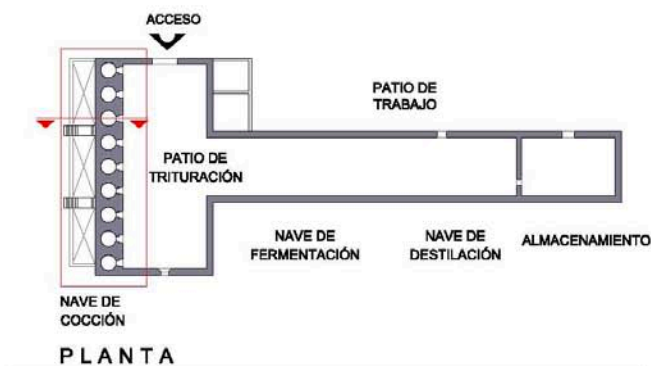 ACCESO
PATIO DE
TRABAJO
PATIO DE
TRITURACIÓN
NAVE DE
FERMENTACIÓN
NAVE DE
DESTILACIÓN
ALMACENAMIENTO
NAVE DE
COCCIÓN
PLANTA